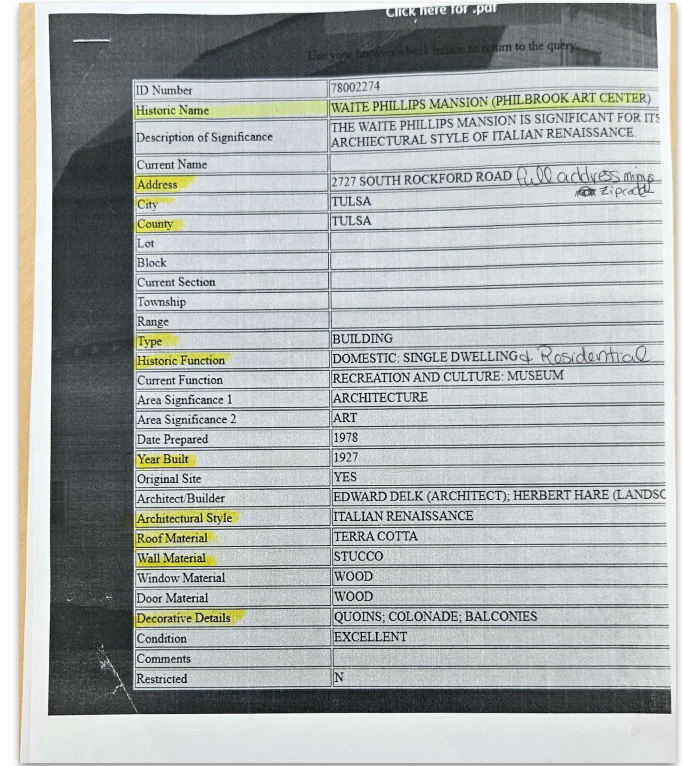 Click here for .pdf
Use your browser's back button to return to the query.
ID Number 78002274
Historic Name WAITE PHILLIPS MANSION (PHILBROOK ART CENTER)
Description of Significance THE WAITE PHILLIPS MANSION IS SIGNIFICANT FOR ITS
ARCHIECTURAL STYLE OF ITALIAN RENAISSANCE.
Current Name
Address 2727 SOUTH ROCKFORD ROAD full address minus
zipcode
City TULSA
County TULSA
Lot
Block
Current Section
Township
Range
Type BUILDING
Historic Function DOMESTIC: SINGLE DWELLING & Residential
Current Function RECREATION AND CULTURE: MUSEUM
Area Signficance 1 ARCHITECTURE
Area Significance 2 ART
Date Prepared 1978
Year Built 1927
Original Site YES
Architect/Builder EDWARD DELK (ARCHITECT); HERBERT HARE (LANDSC
Architectural Style ITALIAN RENAISSANCE
Roof Material TERRA COTTA
Wall Material STUCCO
Window Material WOOD
Door Material WOOD
Decorative Details QUOINS; COLONADE; BALCONIES
Condition EXCELLENT
Comments
Restricted N